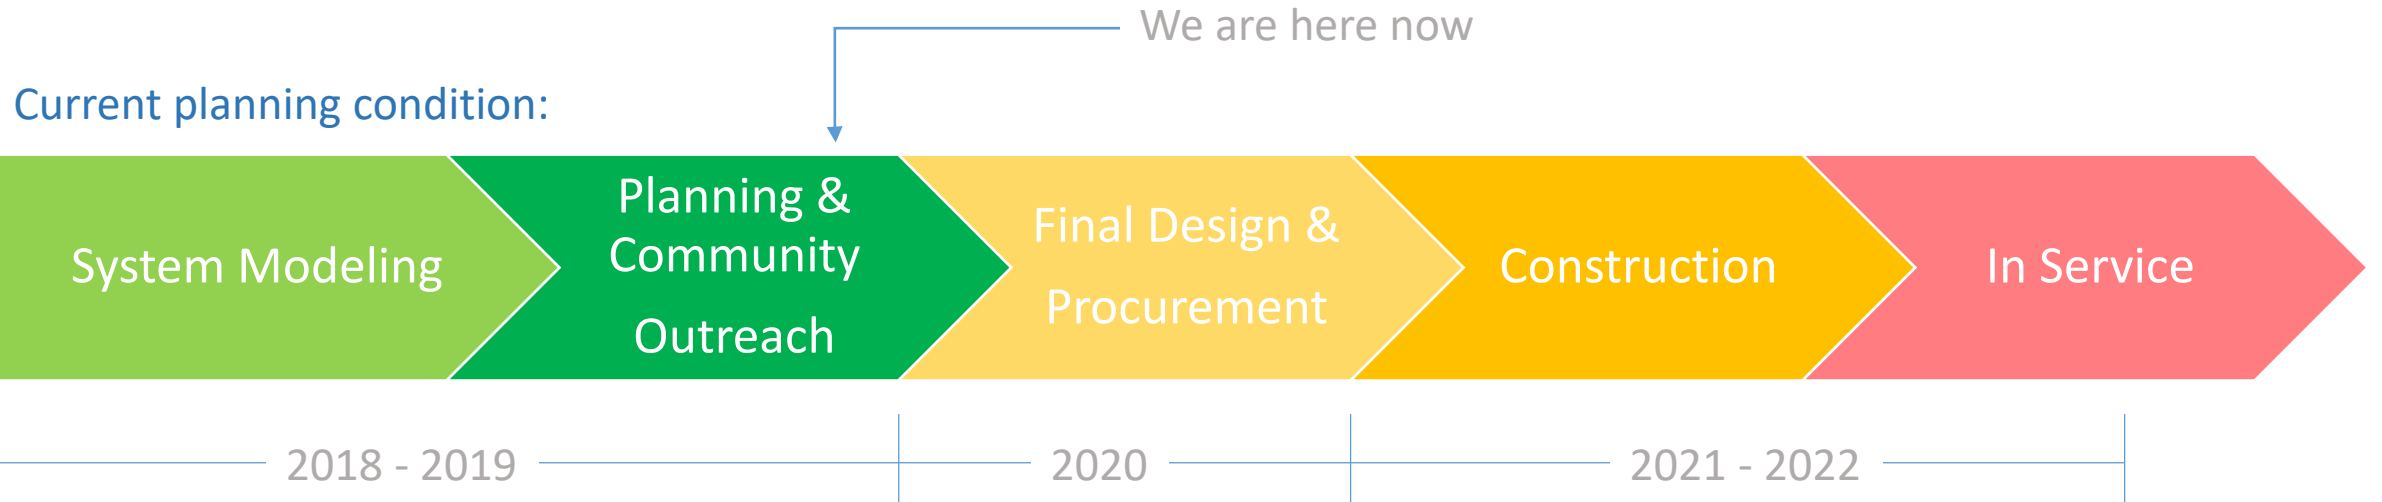 We are here now
Current planning condition:
System Modeling
Planning &
Community
Outreach
Final Design &
Procurement
Construction
In Service
2018 - 2019
2020
2021 - 2022